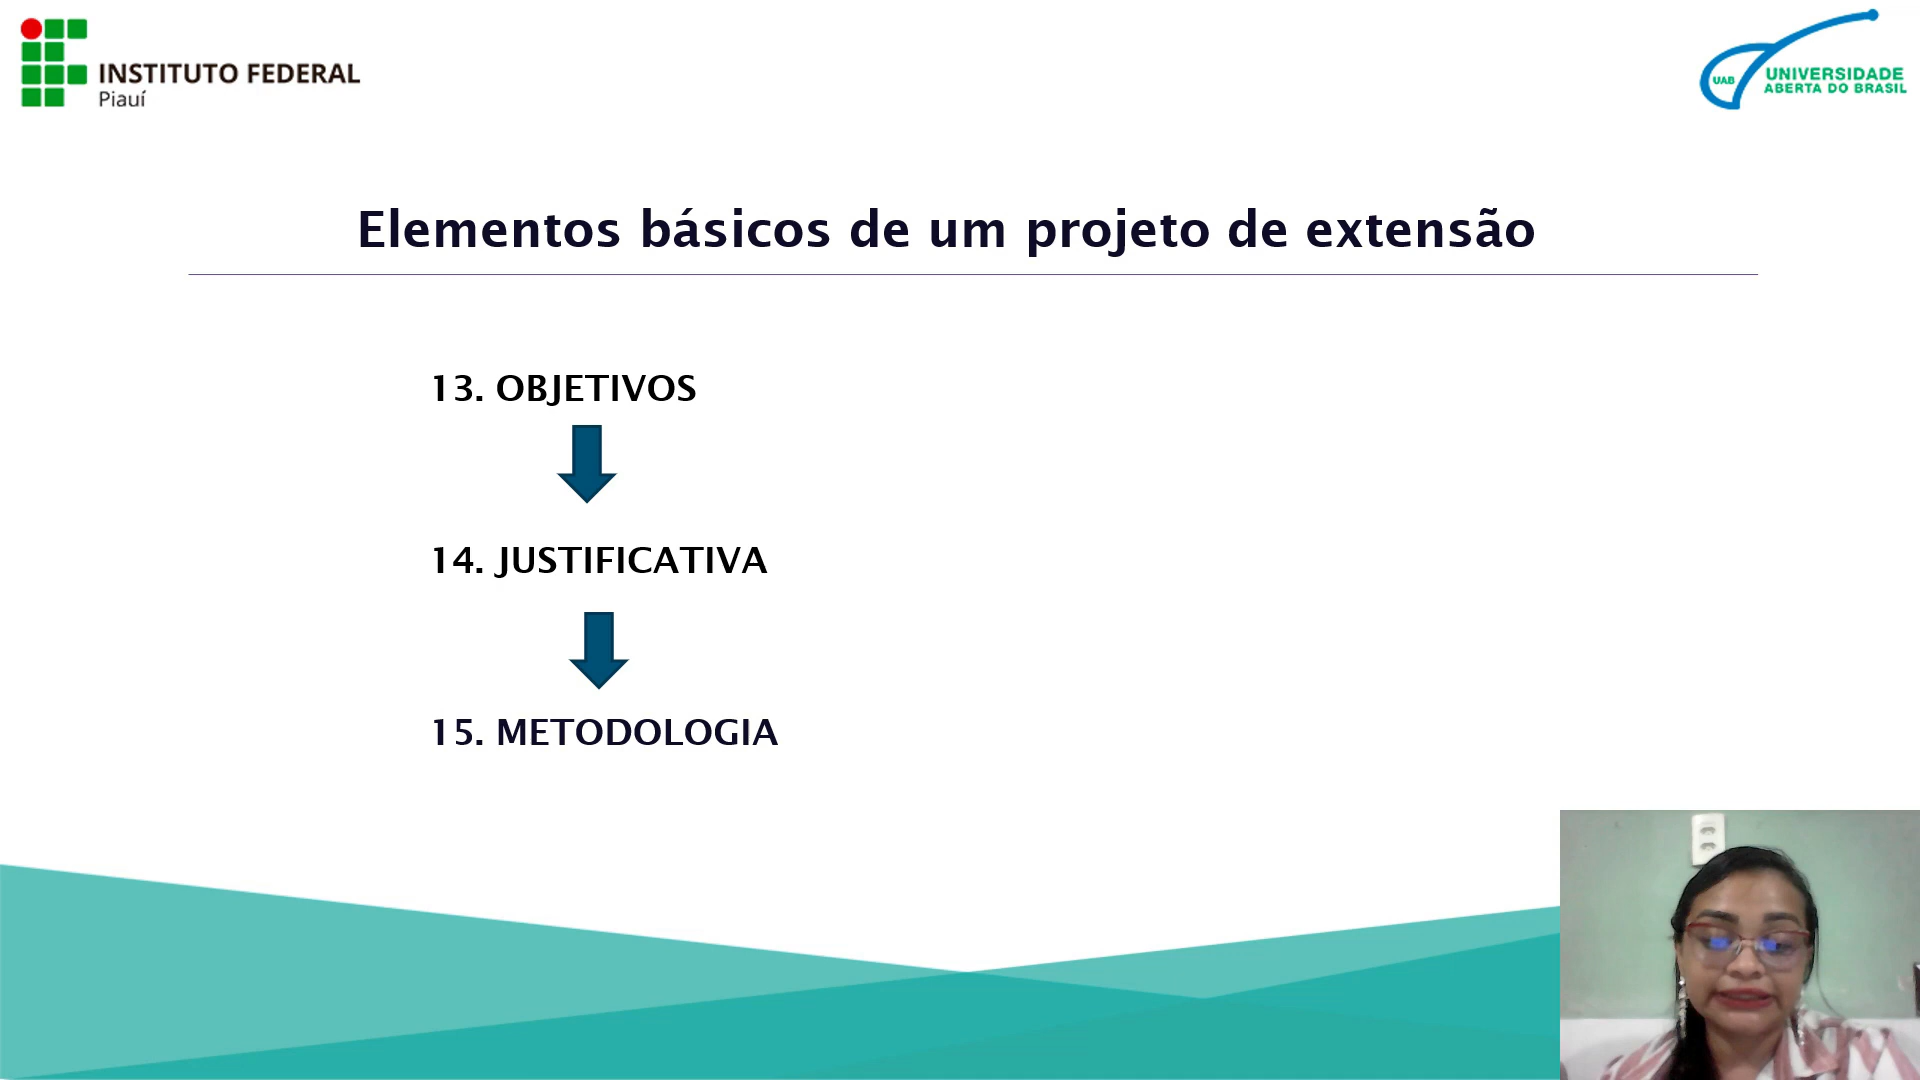 INSTITUTO FEDERAL
Piauí
UAB
UNIVERSIDADE
ABERTA DO BRASIL
Elementos básicos de um projeto de extensão
13. OBJETIVOS
14. JUSTIFICATIVA
15. METODOLOGIA